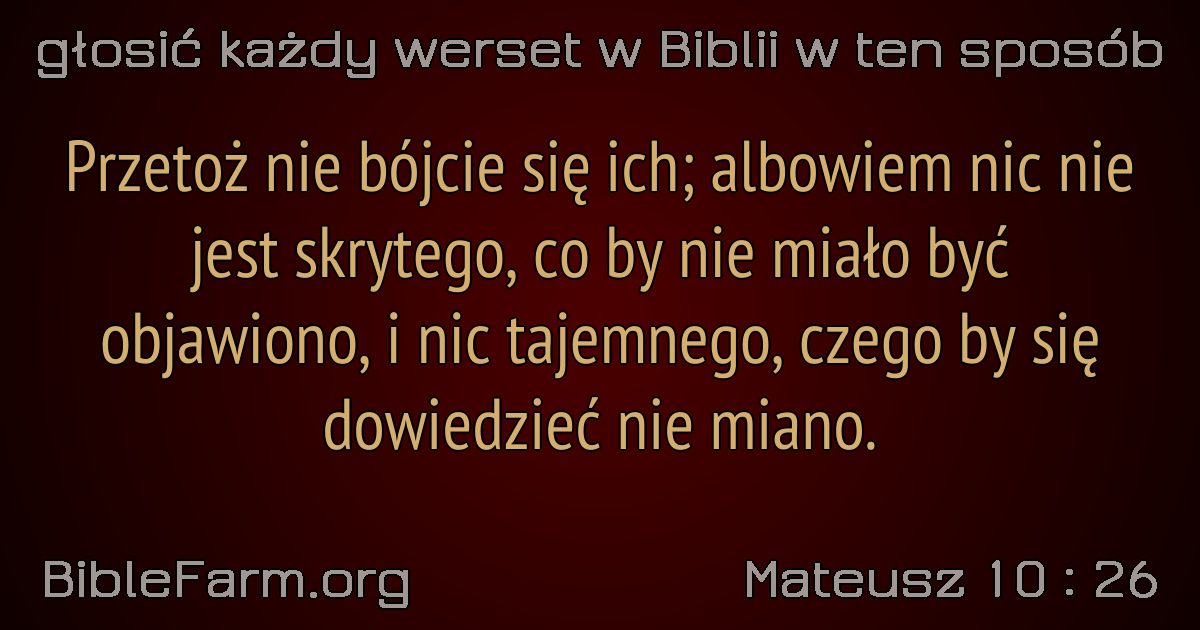 głosić każdy werset w Biblii w ten sposób
Przetoż nie bójcie się ich; albowiem nic nie
jest skrytego, co by nie miało być
objawiono, i nic tajemnego, czego by się
dowiedzieć nie miano.
BibleFarm.org
Mateusz 10 : 26